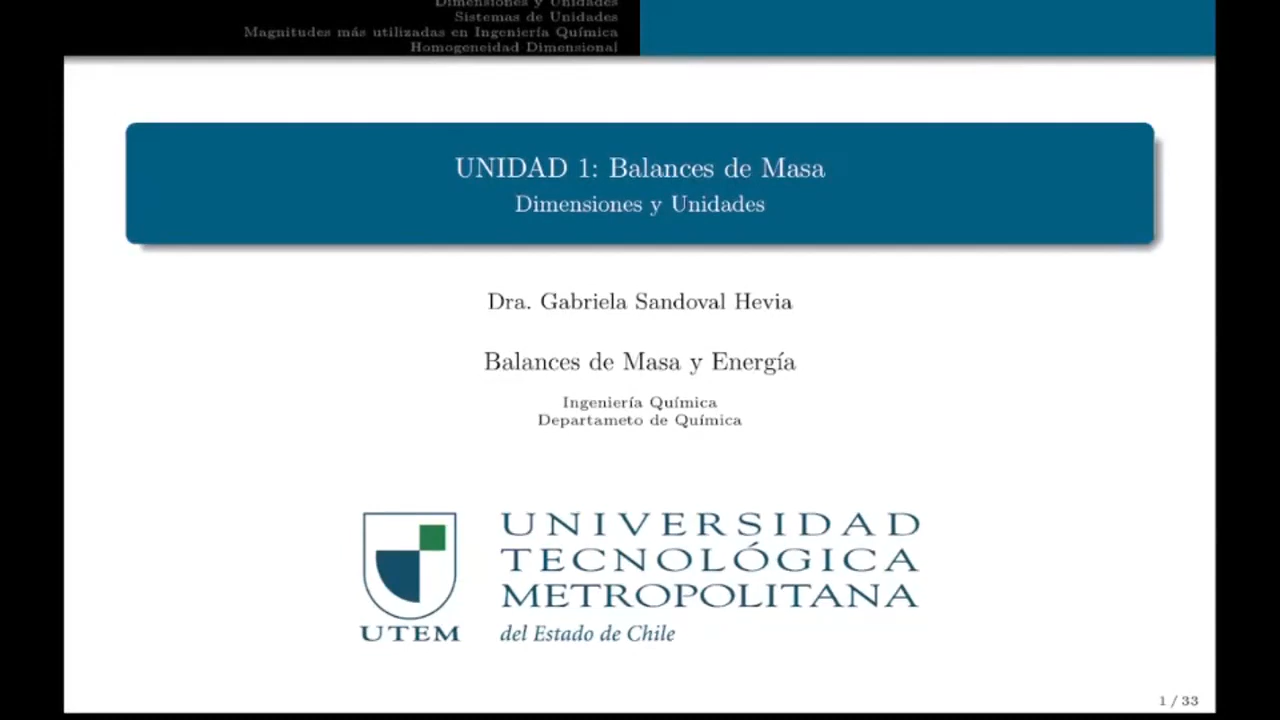 Dimensiones y Unidades
Sistemas de Unidades
Magnitudes más utilizadas en Ingeniería Química
Homogeneidad Dimensional
UNIDAD 1: Balances de Masa
Dimensiones y Unidades
Dra. Gabriela Sandoval Hevia
Balances de Masa y Energía
Ingeniería Química
Departameto de Química
UNIVERSIDAD
TECNOLÓGICA
METROPOLITANA
del Estado de Chile
UTEM
1 / 33